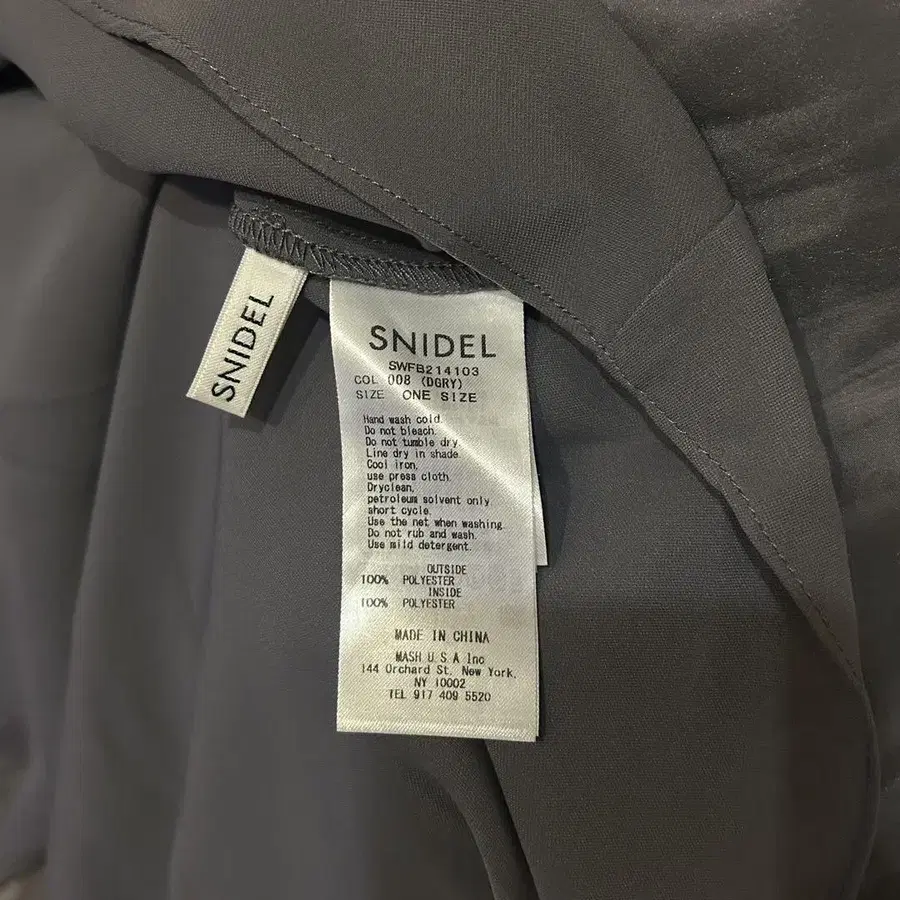 SNIDEL
SNIDEL
SWFB214103
COL 008 (DGRY)
SIZE ONE SIZE
Hand wash cold.
Do not bleach.
Do not tumble dry.
Line dry in shade.
Cool iron,
use press cloth.
Dryclean,
petroleum solvent only.
short cycle.
Use the net when washing.
Do not rub and wash.
Use mild detergent.
OUTSIDE
100% POLYESTER
INSIDE
100% POLYESTER
MADE IN CHINA
MASH U.S.A Inc
144 Orchard St. New York,
NY 10002
TEL 917 409 5520